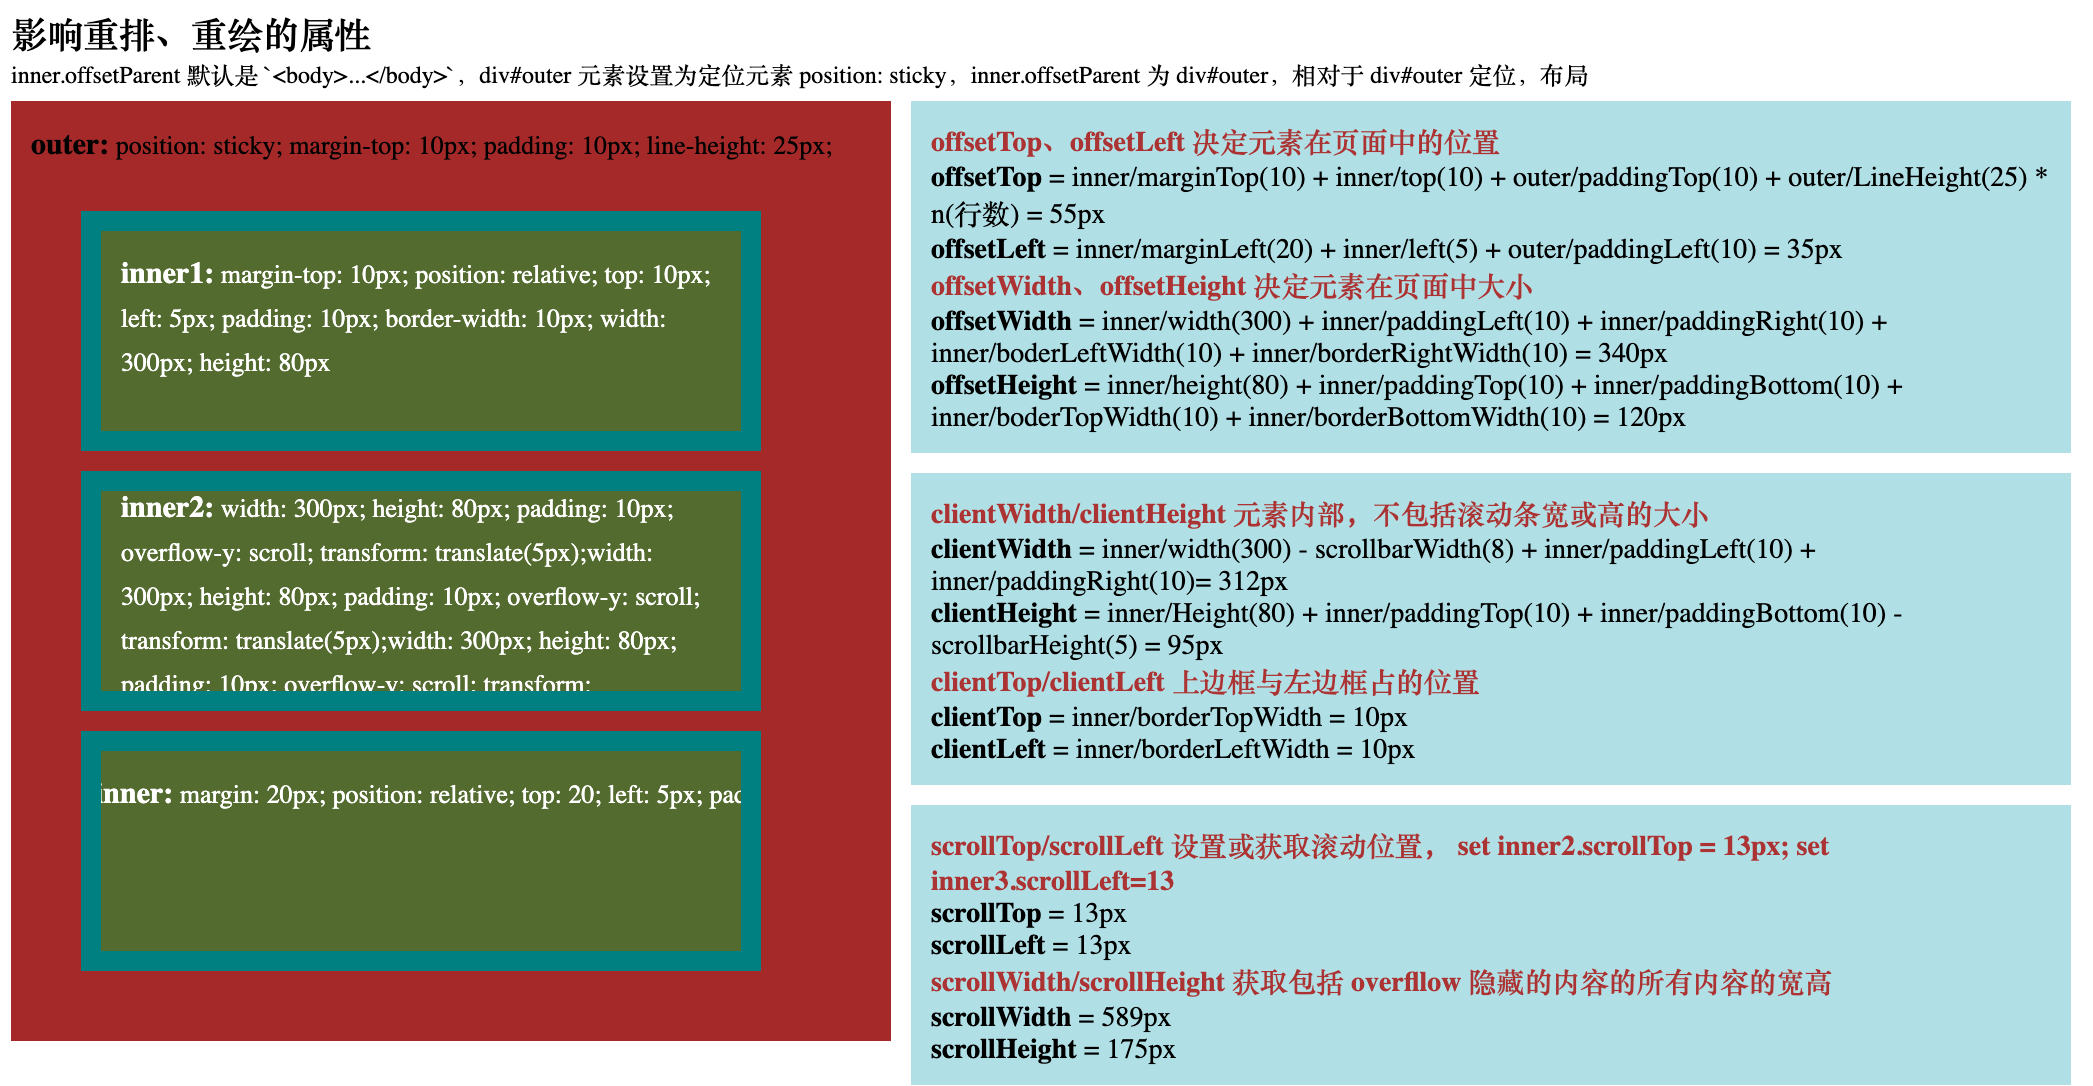 影响重排、重绘的属性
inner.offsetParent 默认是 `<body>...</body>`，div#outer 元素设置为定位元素 position: sticky，inner.offsetParent 为 div#outer，相对于 div#outer 定位，布局
outer: position: sticky; margin-top: 10px; padding: 10px; line-height: 25px;
inner1: margin-top: 10px; position: relative; top: 10px;
left: 5px; padding: 10px; border-width: 10px; width:
300px; height: 80px
inner2: width: 300px; height: 80px; padding: 10px;
overflow-y: scroll; transform: translate(5px);width:
300px; height: 80px; padding: 10px; overflow-y: scroll;
transform: translate(5px);width: 300px; height: 80px;
padding: 10px; overflow-y: scroll; transform:
inner: margin: 20px; position: relative; top: 20; left: 5px; pad
offsetTop、offsetLeft 决定元素在页面中的位置
offsetTop = inner/marginTop(10) + inner/top(10) + outer/paddingTop(10) + outer/LineHeight(25) *
n(行数) = 55px
offsetLeft = inner/marginLeft(20) + inner/left(5) + outer/paddingLeft(10) = 35px
offsetWidth、offsetHeight 决定元素在页面中大小
offsetWidth = inner/width(300) + inner/paddingLeft(10) + inner/paddingRight(10) +
inner/boderLeftWidth(10) + inner/borderRightWidth(10) = 340px
offsetHeight = inner/height(80) + inner/paddingTop(10) + inner/paddingBottom(10) +
inner/boderTopWidth(10) + inner/borderBottomWidth(10) = 120px
clientWidth/clientHeight 元素内部，不包括滚动条宽或高的大小
clientWidth = inner/width(300) - scrollbarWidth(8) + inner/paddingLeft(10) +
inner/paddingRight(10)= 312px
clientHeight = inner/Height(80) + inner/paddingTop(10) + inner/paddingBottom(10) -
scrollbarHeight(5) = 95px
clientTop/clientLeft 上边框与左边框占的位置
clientTop = inner/borderTopWidth = 10px
clientLeft = inner/borderLeftWidth = 10px
scrollTop/scrollLeft 设置或获取滚动位置， set inner2.scrollTop = 13px; set
inner3.scrollLeft=13
scrollTop = 13px
scrollLeft = 13px
scrollWidth/scrollHeight 获取包括 overfllow 隐藏的内容的所有内容的宽高
scrollWidth = 589px
scrollHeight = 175px